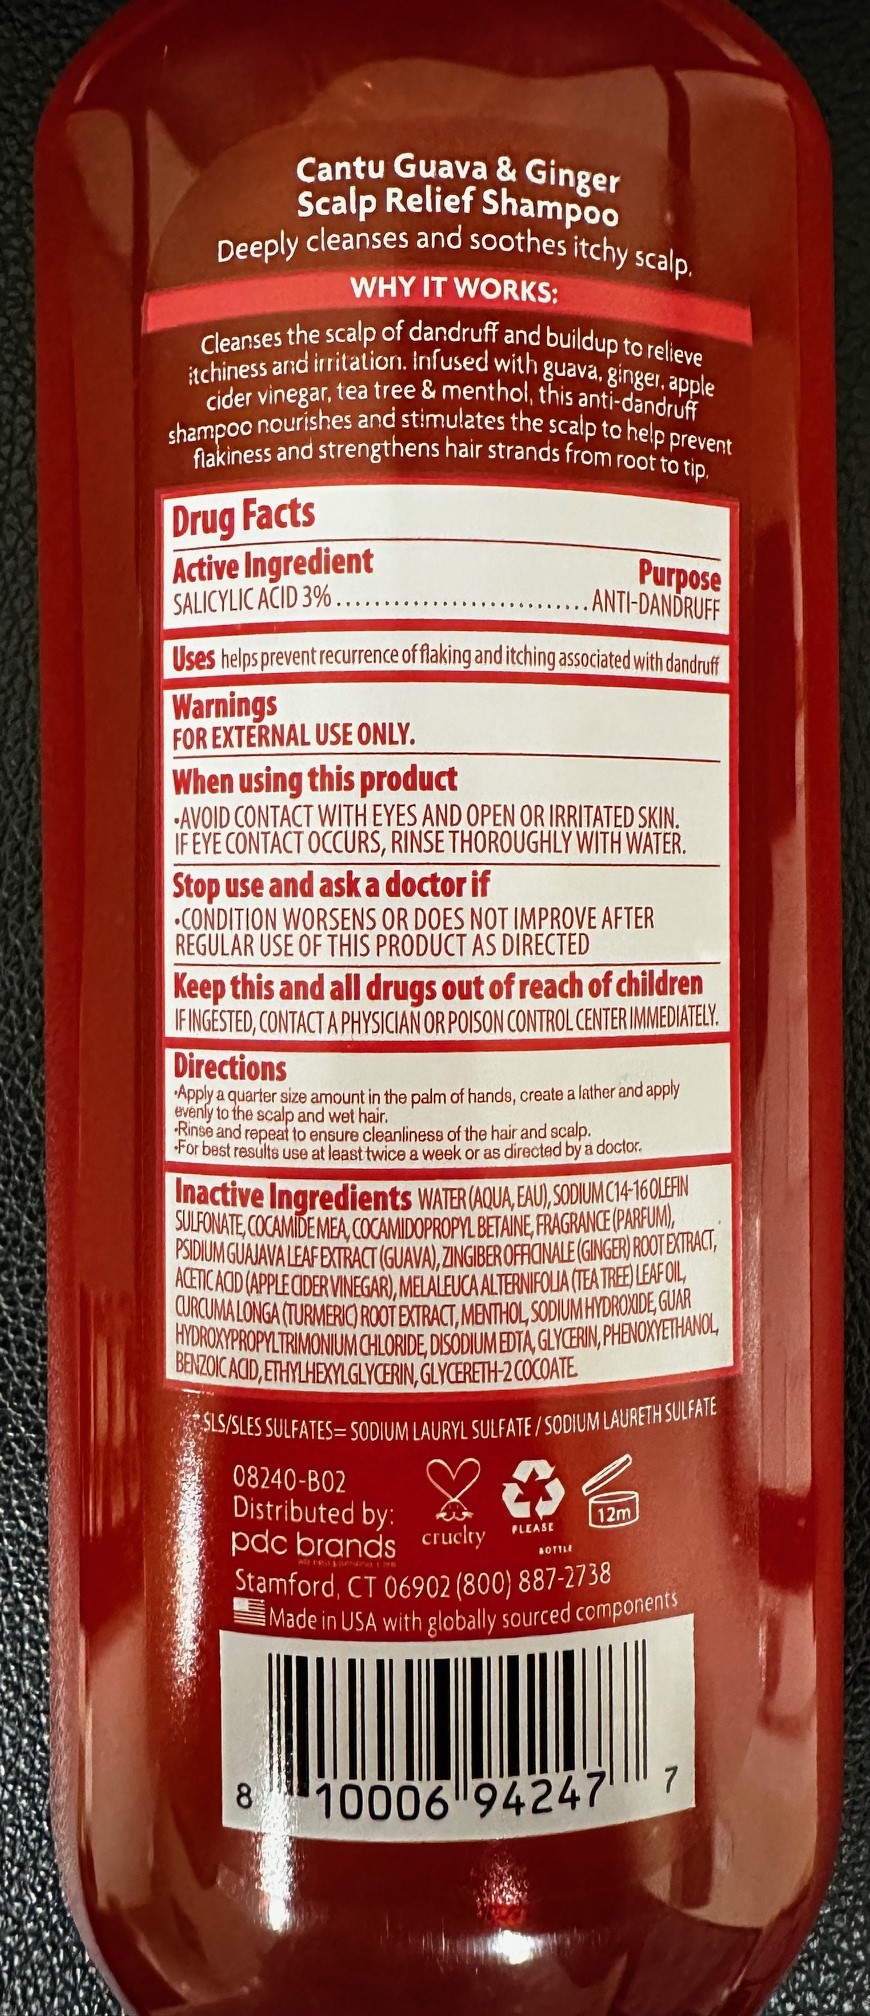 Cantu Guava & Ginger
Scalp Relief Shampoo
Deeply cleanses and soothes itchy scalp.
WHY IT WORKS:
Cleanses the scalp of dandruff and buildup to relieve
itchiness and irritation. Infused with guava, ginger, apple
cider vinegar, tea tree & menthol, this anti-dandruff
shampoo nourishes and stimulates the scalp to help prevent
flakiness and strengthens hair strands from root to tip.
Drug Facts
Active Ingredient Purpose
SALICYLIC ACID 3%..............................ANTI-DANDRUFF
Uses helps prevent recurrence of flaking and itching associated with dandruff
Warnings
FOR EXTERNAL USE ONLY.
When using this product
•AVOID CONTACT WITH EYES AND OPEN OR IRRITATED SKIN.
IF EYE CONTACT OCCURS, RINSE THOROUGHLY WITH WATER.
Stop use and ask a doctor if
•CONDITION WORSENS OR DOES NOT IMPROVE AFTER
REGULAR USE OF THIS PRODUCT AS DIRECTED
Keep this and all drugs out of reach of children
IF INGESTED, CONTACT A PHYSICIAN OR POISON CONTROL CENTER IMMEDIATELY.
Directions
•Apply a quarter size amount in the palm of hands, create a lather and apply
evenly to the scalp and wet hair.
•Rinse and repeat to ensure cleanliness of the hair and scalp.
•For best results use at least twice a week or as directed by a doctor.
Inactive Ingredients WATER (AQUA, EAU), SODIUM C14-16 OLEFIN
SULFONATE, COCAMIDE MEA, COCAMIDOPROPYL BETAINE, FRAGRANCE (PARFUM),
PSIDIUM GUAJAVA LEAF EXTRACT (GUAVA), ZINGIBER OFFICINALE (GINGER) ROOT EXTRACT,
ACETIC ACID (APPLE CIDER VINEGAR), MELALEUCA ALTERNIFOLIA (TEA TREE) LEAF OIL,
CURCUMA LONGA (TURMERIC) ROOT EXTRACT, MENTHOL, SODIUM HYDROXIDE, GUAR
HYDROXYPROPYLTRIMONIUM CHLORIDE, DISODIUM EDTA, GLYCERIN, PHENOXYETHANOL,
BENZOIC ACID, ETHYLHEXYLGLYCERIN, GLYCERETH-2 COCOATE.
*SLS/SLES SULFATES= SODIUM LAURYL SULFATE / SODIUM LAURETH SULFATE
08240-B02
Distributed by:
pdc brands
cruelty
PLEASE
BOTTLE
12m
Stamford, CT 06902 (800) 887-2738
Made in USA with globally sourced components
8 10006 94247 7